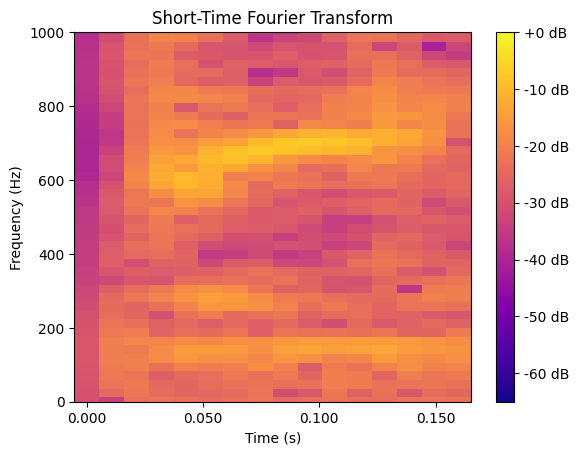 Short-Time Fourier Transform
1000
800
600
400
200
0
Frequency (Hz)
0.000
0.050
0.100
0.150
Time (s)
+0 dB
-10 dB
-20 dB
-30 dB
-40 dB
-50 dB
-60 dB